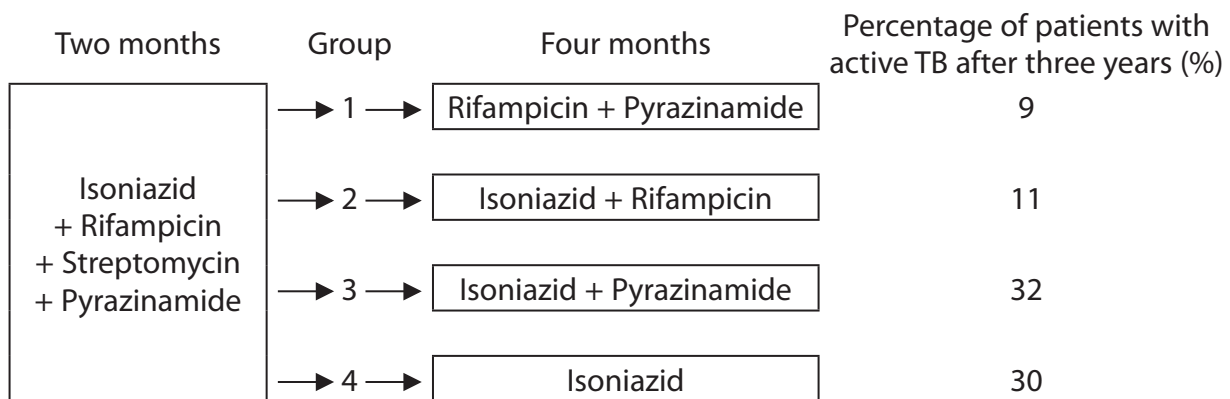 Two months Group Four months Percentage of patients with
active TB after three years (%)
1 Rifampicin + Pyrazinamide 9
Isoniazid
+ Rifampicin
+ Streptomycin
+ Pyrazinamide
2 Isoniazid + Rifampicin 11
3 Isoniazid + Pyrazinamide 32
4 Isoniazid 30